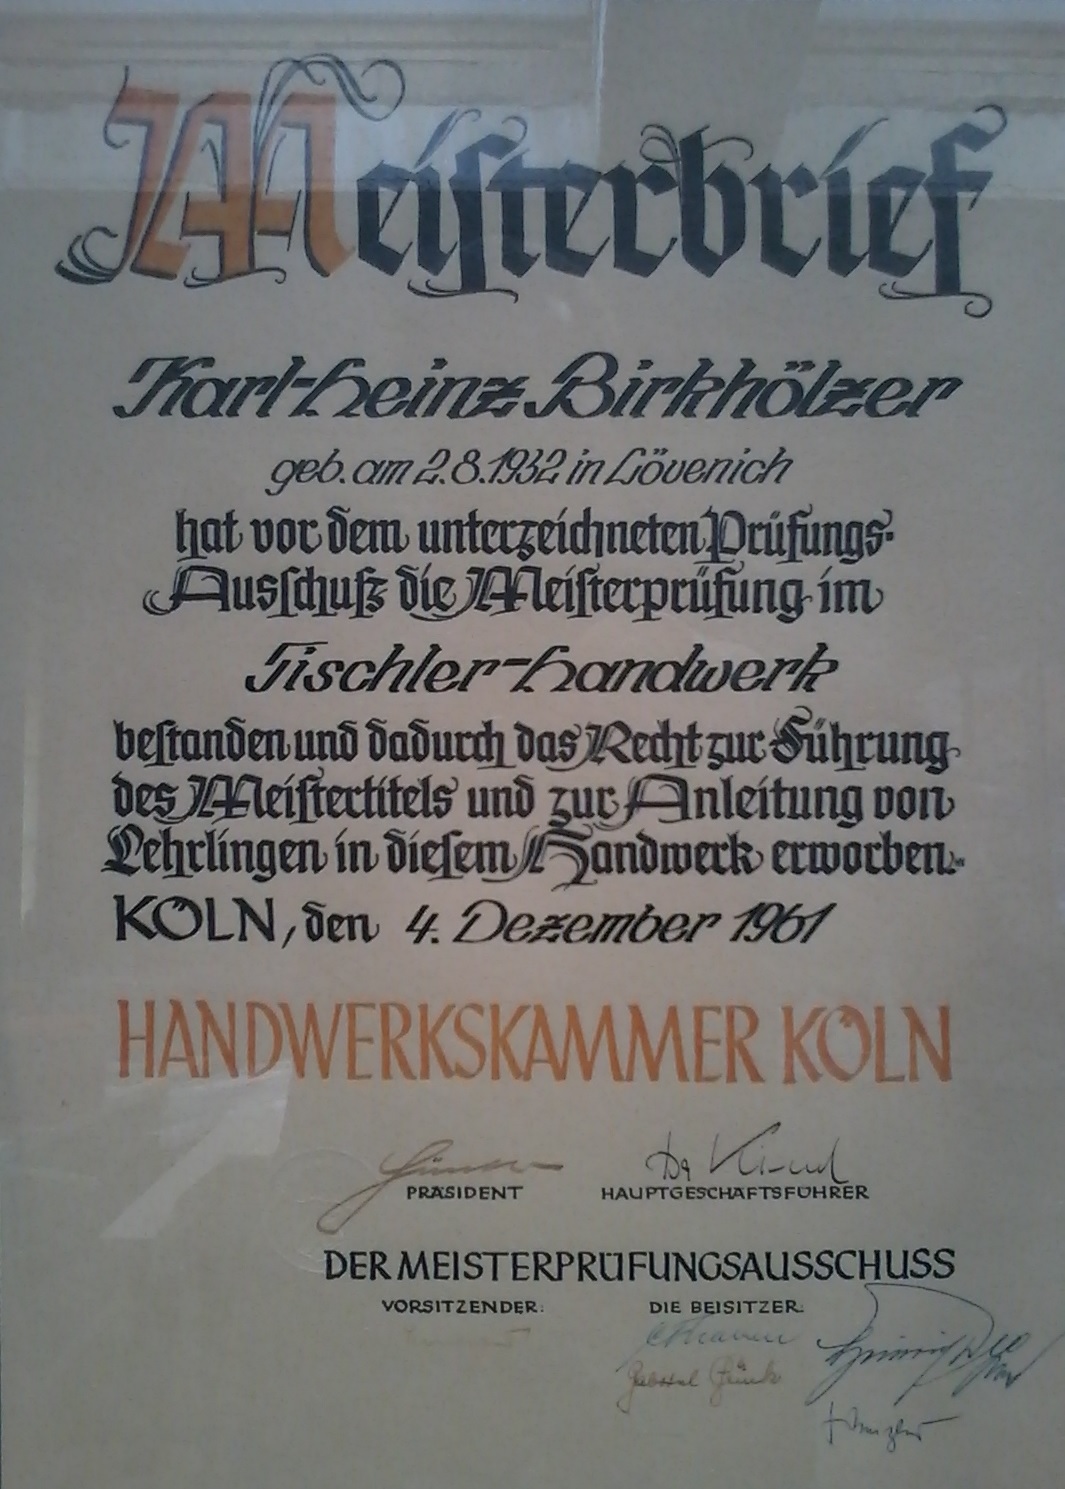 Meisterbrief
Karl-Heinz Birkhölzer
geb. am 2.8.1932 in Lövenich
hat vor dem unterzeichneten Prüfungs-
Ausschuß die Meisterprüfung im
Tischler-Handwerk
bestanden und dadurch das Recht zur Führung
des Meistertitels und zur Anleitung von
Lehrlingen in diesem Handwerk erworben.
KÖLN, den 4. Dezember 1961
HANDWERKSKAMMER KÖLN
PRÄSIDENT HAUPTGESCHÄFTSFÜHRER
DER MEISTERPRÜFUNGSAUSSCHUSS
VORSITZENDER: DIE BEISITZER: